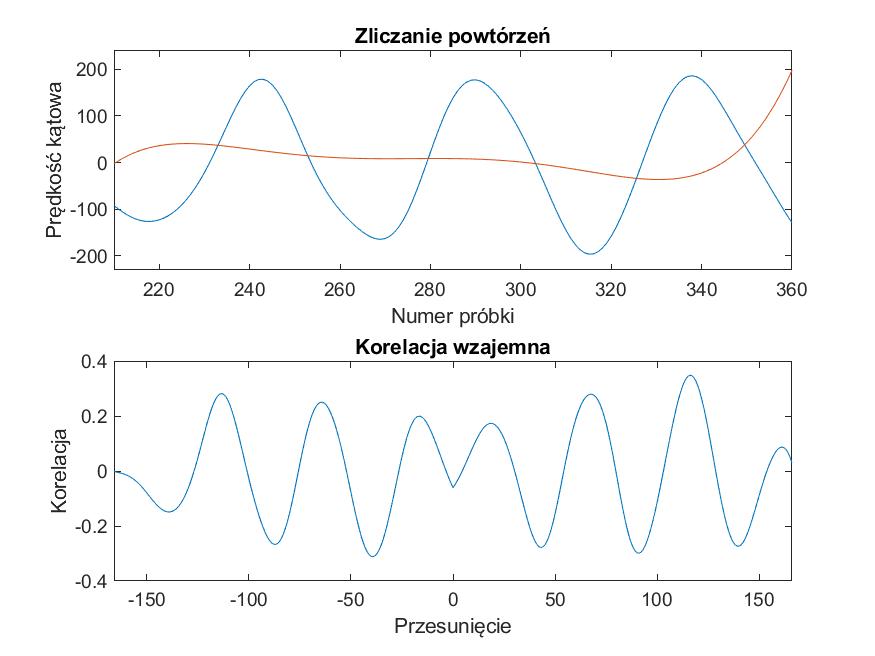 Zliczanie powtórzeń
200
100
0
-100
-200
Prędkość kątowa
220 240 260 280 300 320 340 360
Numer próbki
Korelacja wzajemna
0.4
0.2
0
-0.2
-0.4
Korelacja
-150 -100 -50 0 50 100 150
Przesunięcie